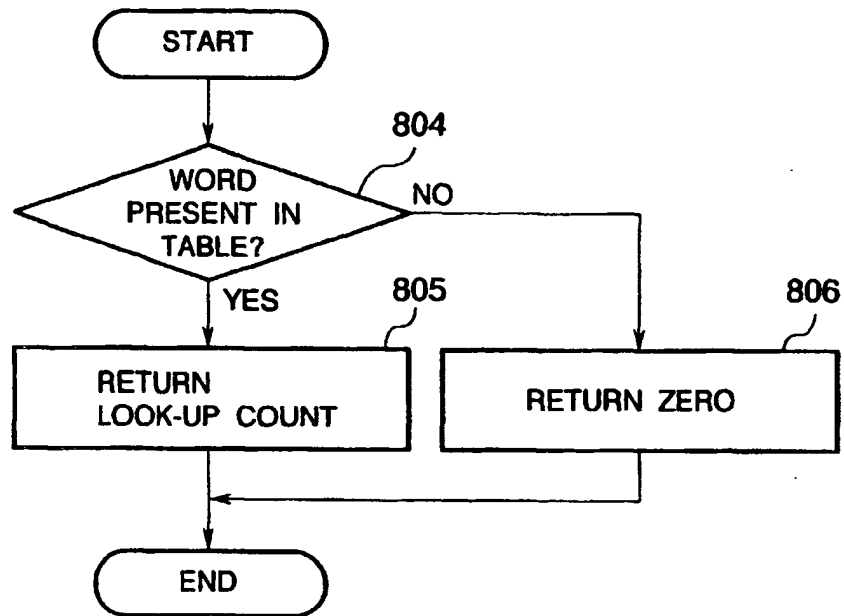 START
804
WORD
PRESENT IN
TABLE?
NO
YES
805
806
RETURN
LOOK-UP COUNT
RETURN ZERO
END